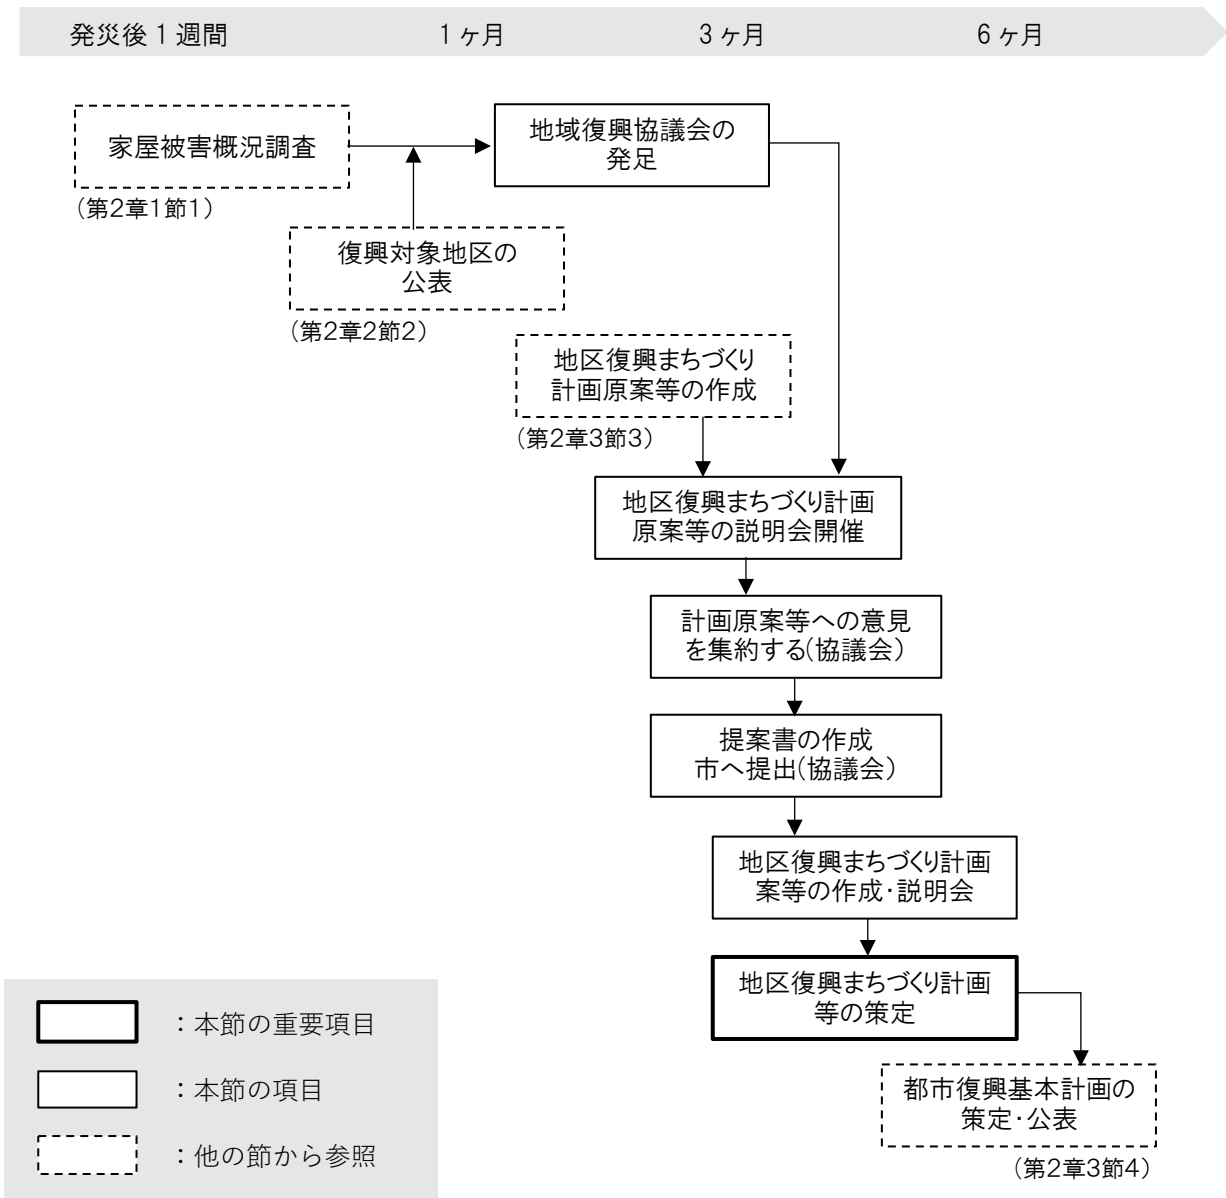 発災後１週間
１ヶ月
３ヶ月
６ヶ月
家屋被害概況調査
（第2章1節1）
地域復興協議会の
発足
復興対象地区の
公表
（第2章2節2）
地区復興まちづくり
計画原案等の作成
（第2章3節3）
地区復興まちづくり計画
原案等の説明会開催
計画原案等への意見
を集約する(協議会）
提案書の作成
市へ提出(協議会）
地区復興まちづくり計画
案等の作成・説明会
地区復興まちづくり計画
等の策定
都市復興基本計画の
策定・公表
（第2章3節4）
：本節の重要項目
：本節の項目
：他の節から参照